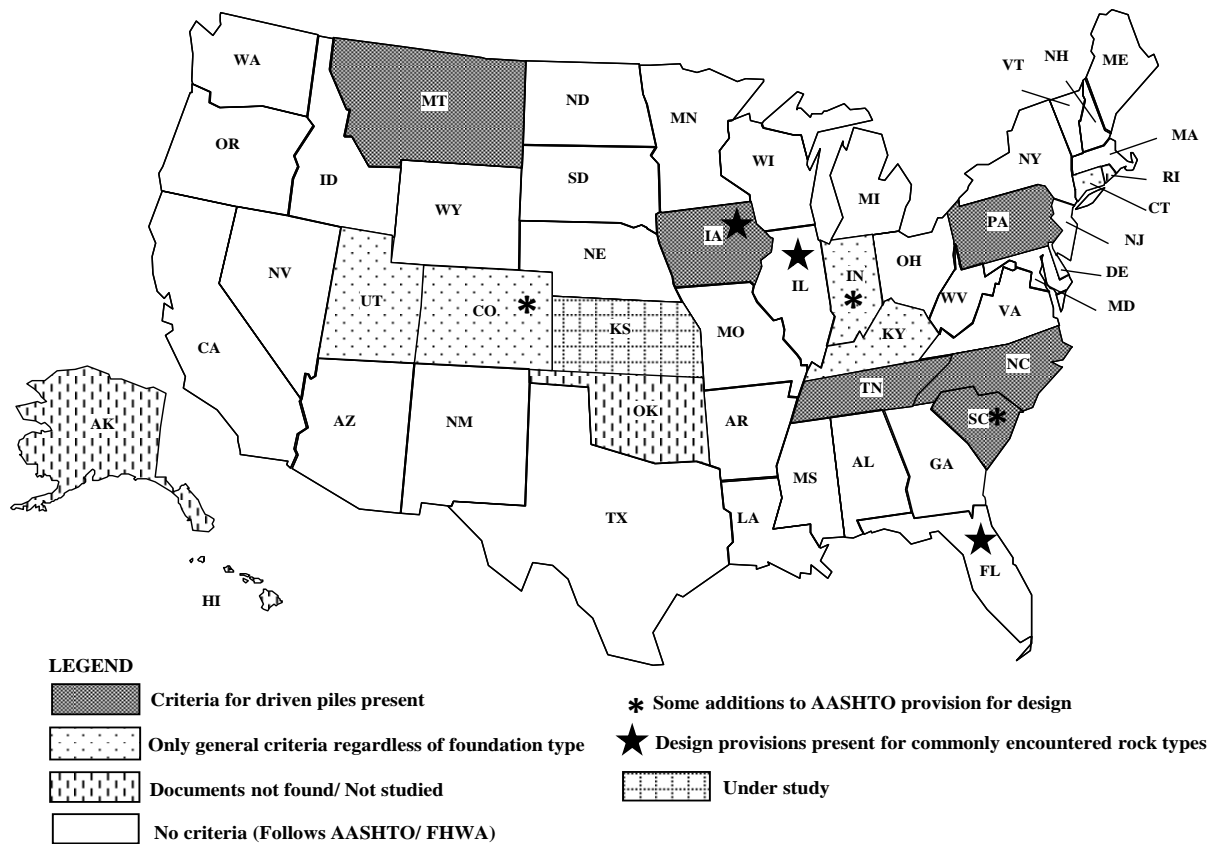 WA
MT
ND
MN
VT
NH
ME
OR
ID
SD
WI
MI
NY
MA
RI
CT
WY
IA
PA
NJ
NV
UT
CO
NE
IL
IN
OH
WV
DE
MD
CA
KS
MO
KY
VA
AK
AZ
NM
OK
AR
TN
NC
SC
MS
AL
GA
TX
LA
FL
HI
LEGEND
Criteria for driven piles present
* Some additions to AASHTO provision for design
Only general criteria regardless of foundation type
Design provisions present for commonly encountered rock types
Documents not found/ Not studied
Under study
No criteria (Follows AASHTO/ FHWA)